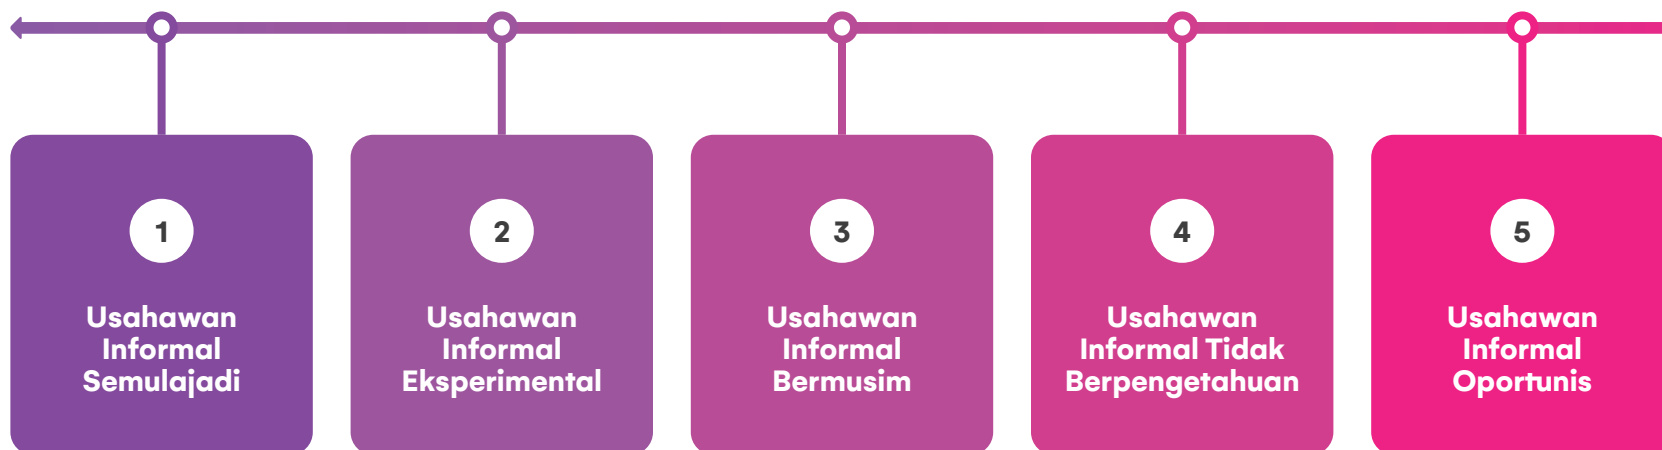 1
Usahawan
Informal
Semulajadi
2
Usahawan
Informal
Eksperimental
3
Usahawan
Informal
Bermusim
4
Usahawan
Informal Tidak
Berpengetahuan
5
Usahawan
Informal
Oportunis